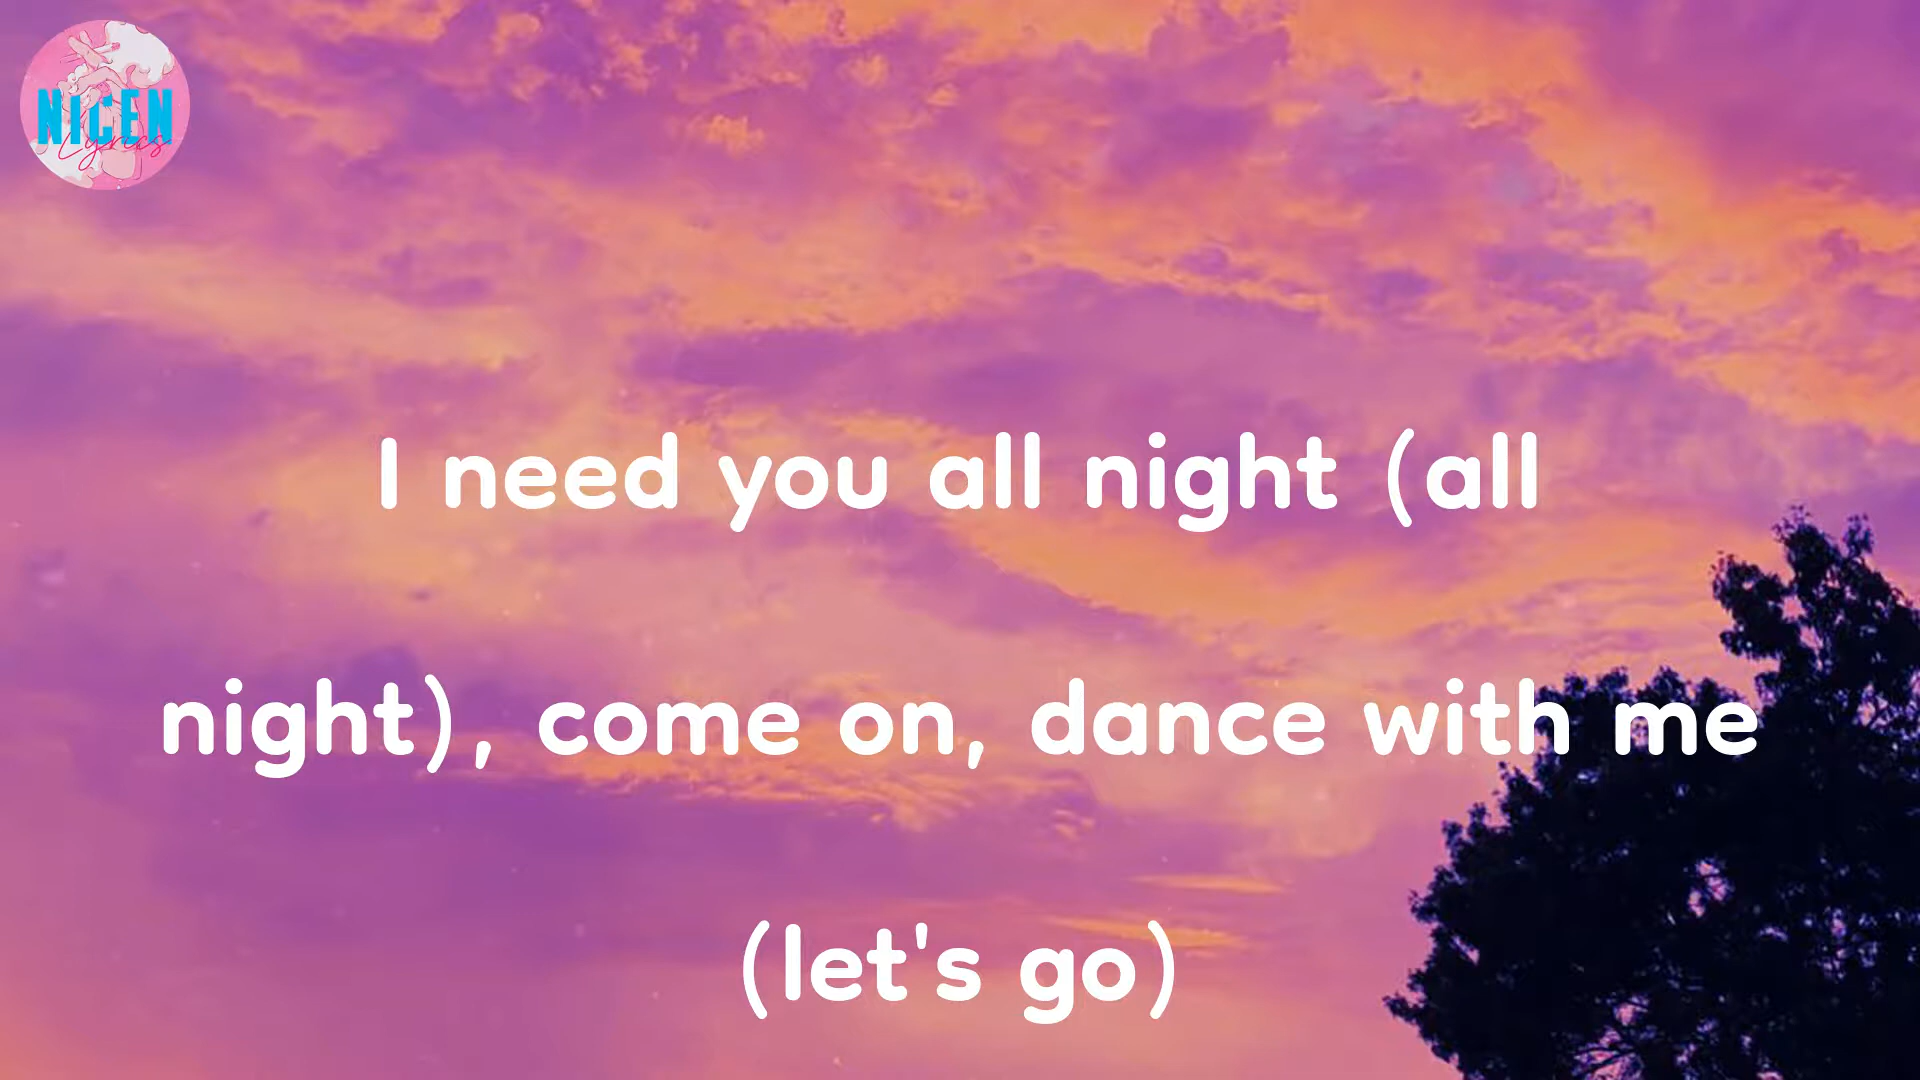 NICEN
Lyrics
I need you all night (all
night), come on, dance with me
(let's go)